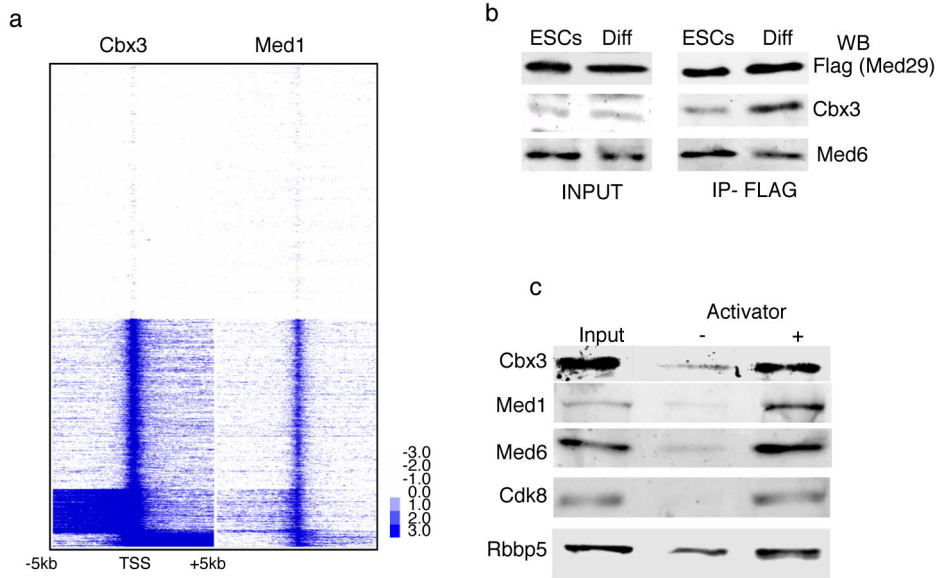 a
Cbx3 Med1
-3.0
-2.0
-1.0
0.0
1.0
2.0
3.0
-5kb TSS +5kb
b
ESCs Diff ESCs Diff WB
Flag (Med29)
Cbx3
Med6
INPUT IP- FLAG
c
Activator
Input - +
Cbx3
Med1
Med6
Cdk8
Rbbp5